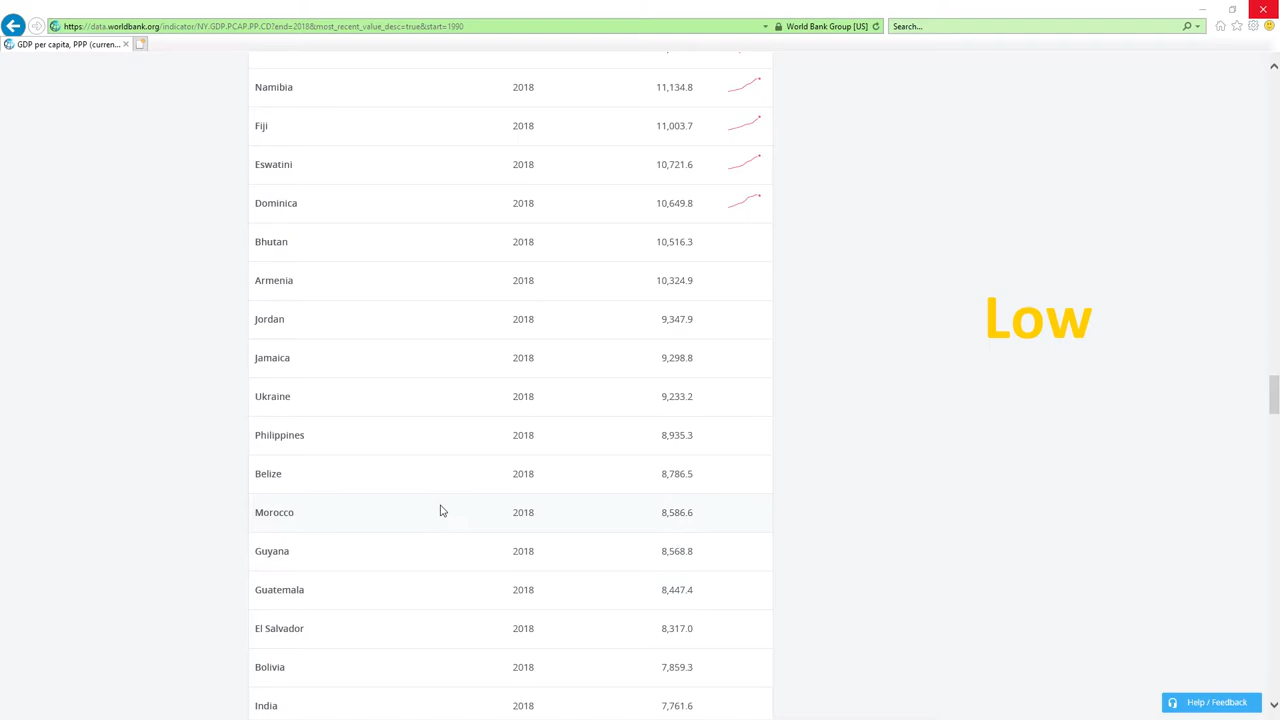 https://data.worldbank.org/indicator/NY.GDP.PCAP.PP.CD?end=2018&most_recent_value_desc=true&start=1990
World Bank Group [US]
Search...
GDP per capita, PPP (curren...
Namibia 2018 11,134.8
Fiji 2018 11,003.7
Eswatini 2018 10,721.6
Dominica 2018 10,649.8
Bhutan 2018 10,516.3
Armenia 2018 10,324.9
Low
Jordan 2018 9,347.9
Jamaica 2018 9,298.8
Ukraine 2018 9,233.2
Philippines 2018 8,935.3
Belize 2018 8,786.5
Morocco 2018 8,586.6
Guyana 2018 8,568.8
Guatemala 2018 8,447.4
El Salvador 2018 8,317.0
Bolivia 2018 7,859.3
India 2018 7,761.6
Help / Feedback